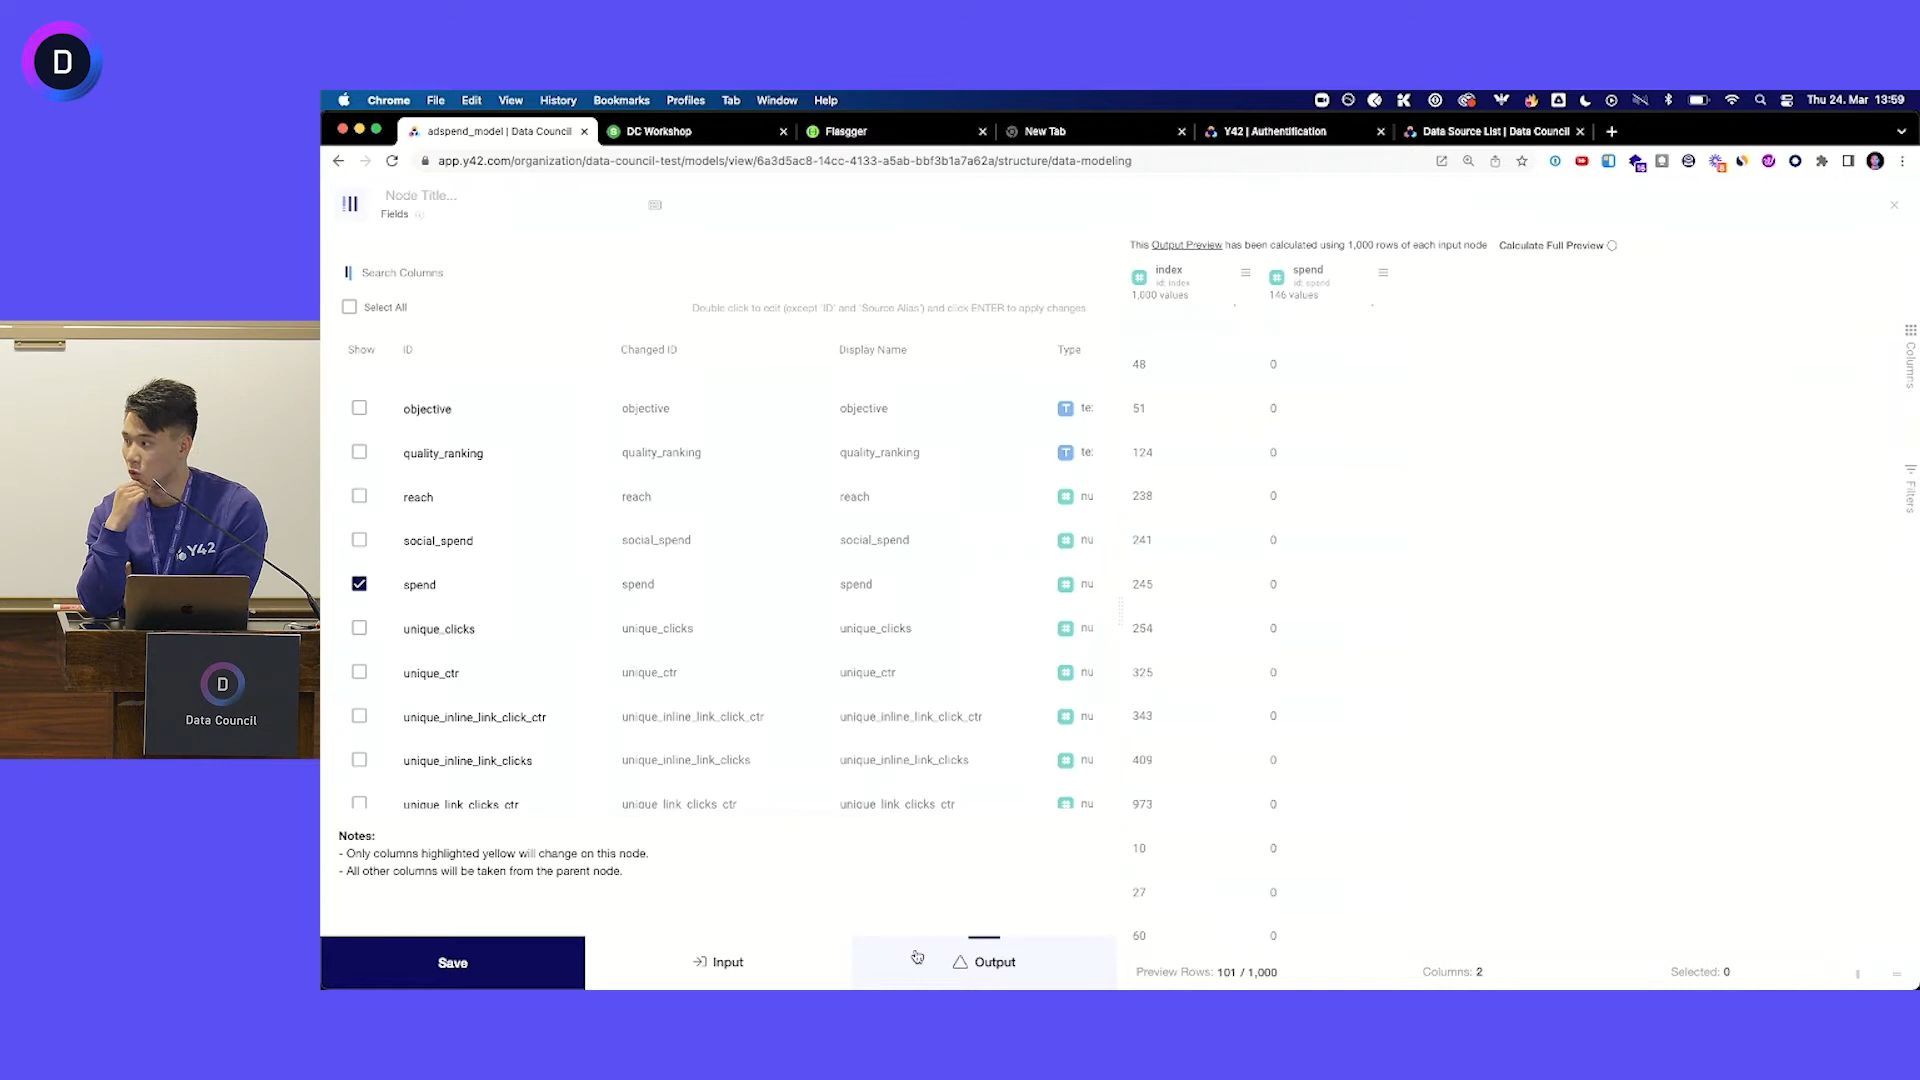 D
Chrome File Edit View History Bookmarks Profiles Tab Window Help
Thu 24. Mar 13:59
adspend_model | Data Council
DC Workshop
Flasgger
New Tab
Y42 | Authentification
Data Source List | Data Council
app.y42.com/organization/data-council-test/models/view/6a3d5ac8-14cc-4133-a5ab-bbf3b1a7a62a/structure/data-modeling
Node Title...
Fields
This Output Preview has been calculated using 1,000 rows of each input node Calculate Full Preview
Search Columns
index
id: index
1,000 values
spend
id: spend
146 values
Select All
Double click to edit (except 'ID' and 'Source Alias') and click ENTER to apply changes
Show ID Changed ID Display Name Type
objective objective objective T te:
quality_ranking quality_ranking quality_ranking T te:
reach reach reach # nu
social_spend social_spend social_spend # nu
spend spend spend # nu
unique_clicks unique_clicks unique_clicks # nu
unique_ctr unique_ctr unique_ctr # nu
unique_inline_link_click_ctr unique_inline_link_click_ctr unique_inline_link_click_ctr # nu
unique_inline_link_clicks unique_inline_link_clicks unique_inline_link_clicks # nu
unique_link_clicks_ctr unique_link_clicks_ctr unique_link_clicks_ctr # nu
48 0
51 0
124 0
238 0
241 0
245 0
254 0
325 0
343 0
409 0
973 0
10 0
27 0
60 0
Columns
Filters
Notes:
- Only columns highlighted yellow will change on this node.
- All other columns will be taken from the parent node.
Save
Input
Output
Preview Rows: 101 / 1,000
Columns: 2
Selected: 0
Y42
D
Data Council